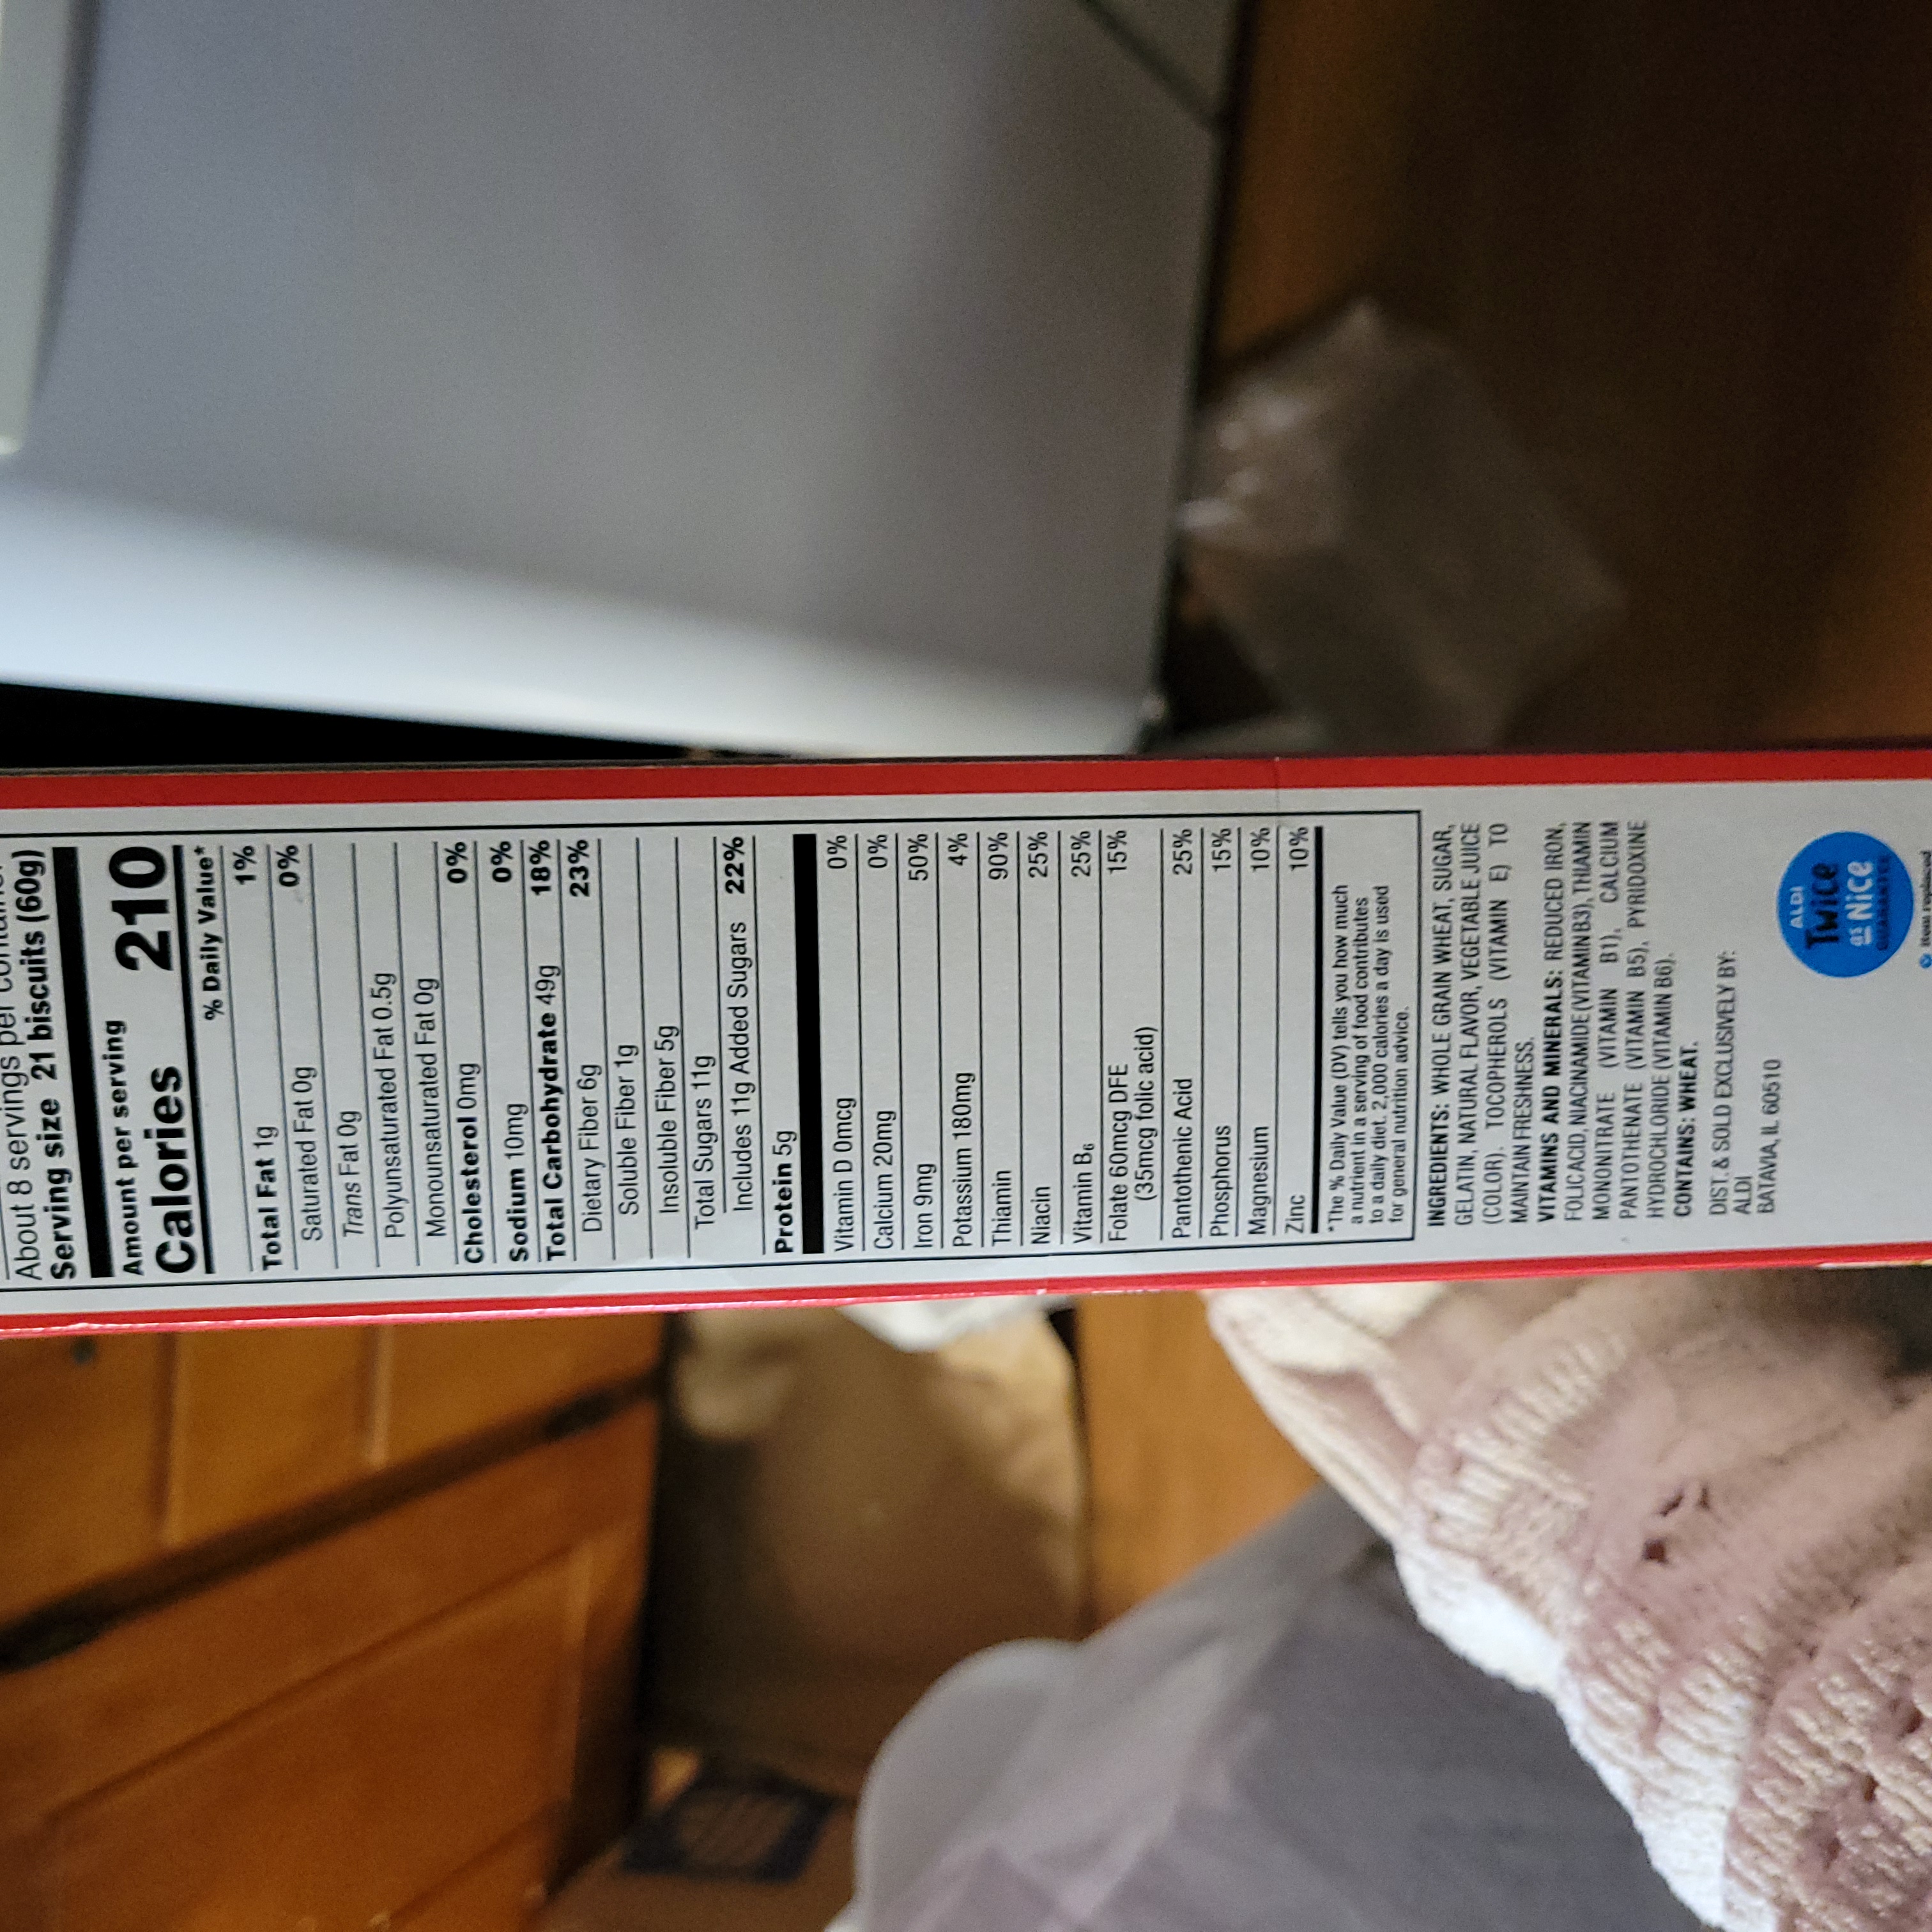 About 8 servings per container
Serving size 21 biscuits (60g)
Amount per serving
Calories 210
% Daily Value*
Total Fat 1g 1%
Saturated Fat 0g 0%
Trans Fat 0g
Polyunsaturated Fat 0.5g
Monounsaturated Fat 0g
Cholesterol 0mg 0%
Sodium 10mg 0%
Total Carbohydrate 49g 18%
Dietary Fiber 6g 23%
Soluble Fiber 1g
Insoluble Fiber 5g
Total Sugars 11g
Includes 11g Added Sugars 22%
Protein 5g
Vitamin D 0mcg 0%
Calcium 20mg 0%
Iron 9mg 50%
Potassium 180mg 4%
Thiamin 90%
Niacin 25%
Vitamin B6 25%
Folate 60mcg DFE 15%
(35mcg folic acid)
Pantothenic Acid 25%
Phosphorus 15%
Magnesium 10%
Zinc 10%
*The % Daily Value (DV) tells you how much
a nutrient in a serving of food contributes
to a daily diet. 2,000 calories a day is used
for general nutrition advice.
INGREDIENTS: WHOLE GRAIN WHEAT, SUGAR,
GELATIN, NATURAL FLAVOR, VEGETABLE JUICE
(COLOR). TOCOPHEROLS (VITAMIN E) TO
MAINTAIN FRESHNESS.
VITAMINS AND MINERALS: REDUCED IRON,
FOLIC ACID, NIACINAMIDE (VITAMIN B3), THIAMIN
MONONITRATE (VITAMIN B1), CALCIUM
PANTOTHENATE (VITAMIN B5), PYRIDOXINE
HYDROCHLORIDE (VITAMIN B6).
CONTAINS: WHEAT.
DIST. & SOLD EXCLUSIVELY BY:
ALDI
BATAVIA, IL 60510
ALDI
Twice
as Nice
GUARANTEE
Item replaced